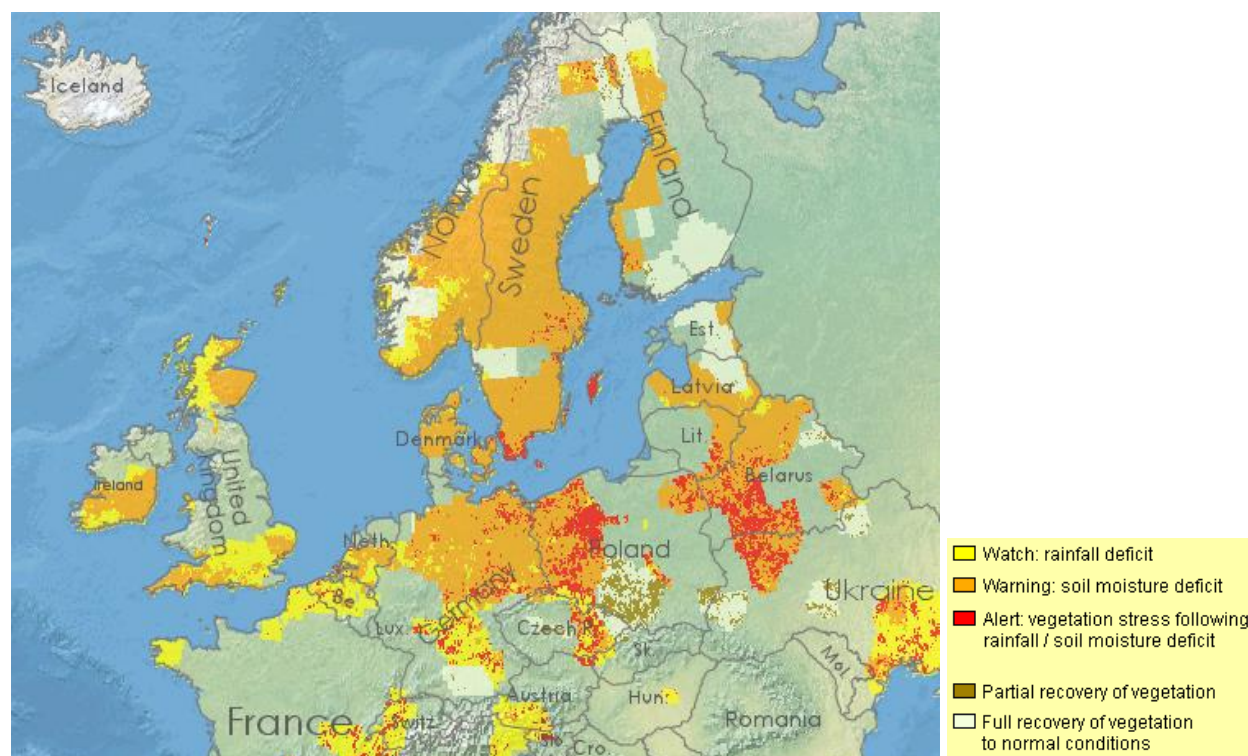 Iceland
Finland
Norway
Sweden
Est.
Latvia
Denmark
Lit.
Belarus
Ireland
United
Kingdom
Neth.
Poland
Germany
Be.
Ukraine
Lux.
Czech R.
Sk.
Mol.
Austria
Hun.
France
Switz.
Romania
Slo.
Cro.
Watch: rainfall deficit
Warning: soil moisture deficit
Alert: vegetation stress following
rainfall / soil moisture deficit
Partial recovery of vegetation
Full recovery of vegetation
to normal conditions